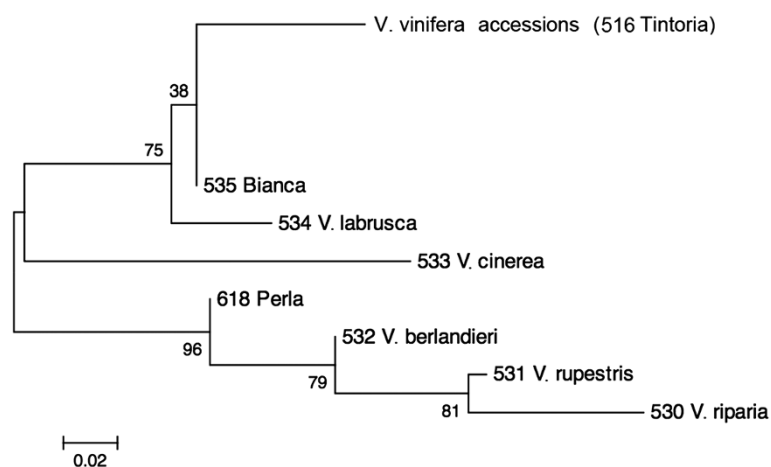 V. vinifera accessions (516 Tintoria)
38
75
535 Bianca
534 V. labrusca
533 V. cinerea
618 Perla
532 V. berlandieri
96
531 V. rupestris
79
530 V. riparia
81
0.02